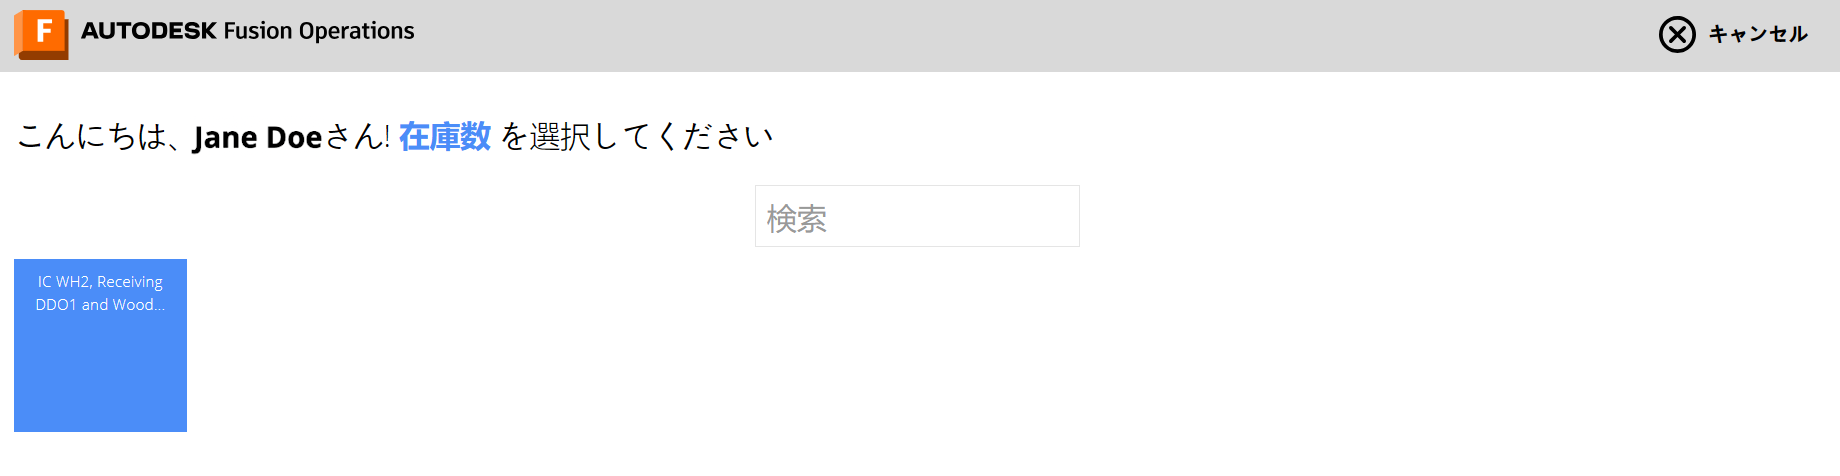 F AUTODESK Fusion Operations キャンセル
こんにちは、Jane Doeさん! 在庫数 を選択してください
検索
IC WH2, Receiving
DDO1 and Wood...